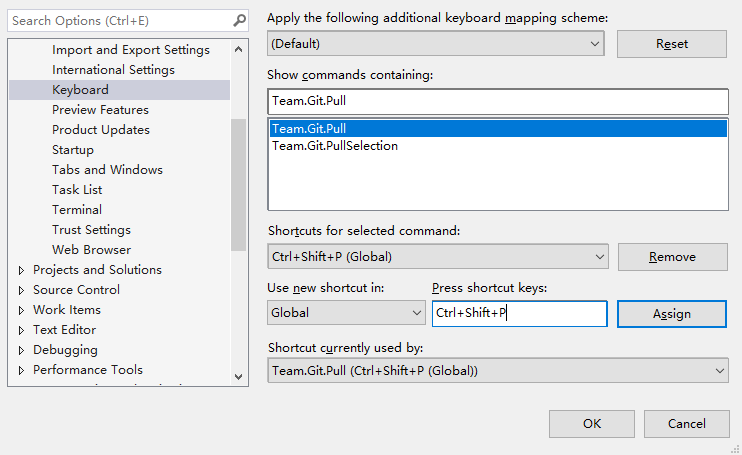 Search Options (Ctrl+E)
Import and Export Settings
International Settings
Keyboard
Preview Features
Product Updates
Startup
Tabs and Windows
Task List
Terminal
Trust Settings
Web Browser
Projects and Solutions
Source Control
Work Items
Text Editor
Debugging
Performance Tools
Apply the following additional keyboard mapping scheme:
(Default)
Reset
Show commands containing:
Team.Git.Pull
Team.Git.Pull
Team.Git.PullSelection
Shortcuts for selected command:
Ctrl+Shift+P (Global)
Remove
Use new shortcut in:
Press shortcut keys:
Global
Ctrl+Shift+P
Assign
Shortcut currently used by:
Team.Git.Pull (Ctrl+Shift+P (Global))
OK
Cancel